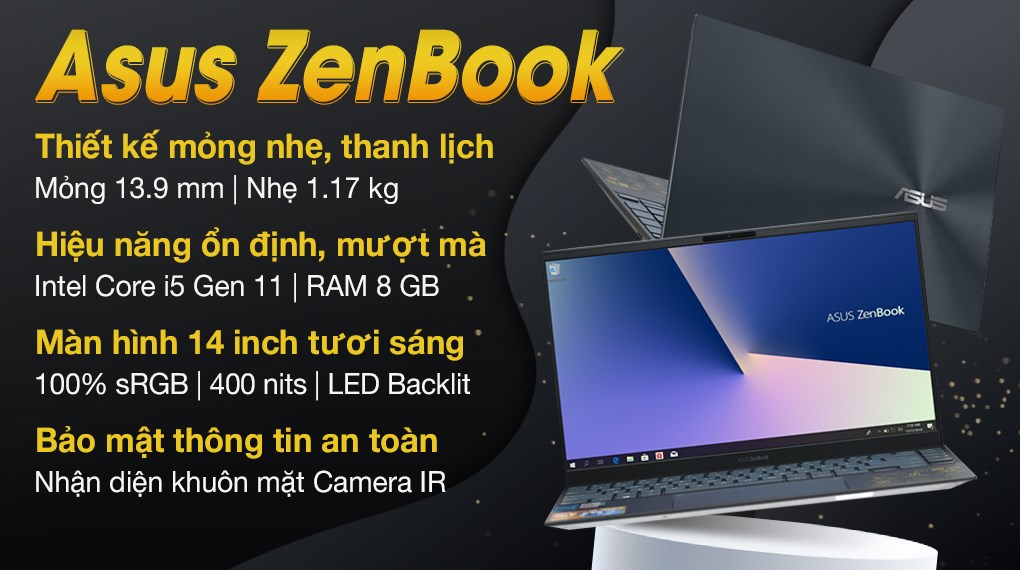 Asus ZenBook
Thiết kế mỏng nhẹ, thanh lịch
Mỏng 13.9 mm | Nhẹ 1.17 kg
Hiệu năng ổn định, mượt mà
Intel Core i5 Gen 11 | RAM 8 GB
Màn hình 14 inch tươi sáng
100% sRGB | 400 nits | LED Backlit
Bảo mật thông tin an toàn
Nhận diện khuôn mặt Camera IR
ASUS
ASUS ZenBook
ASUS ZenBook